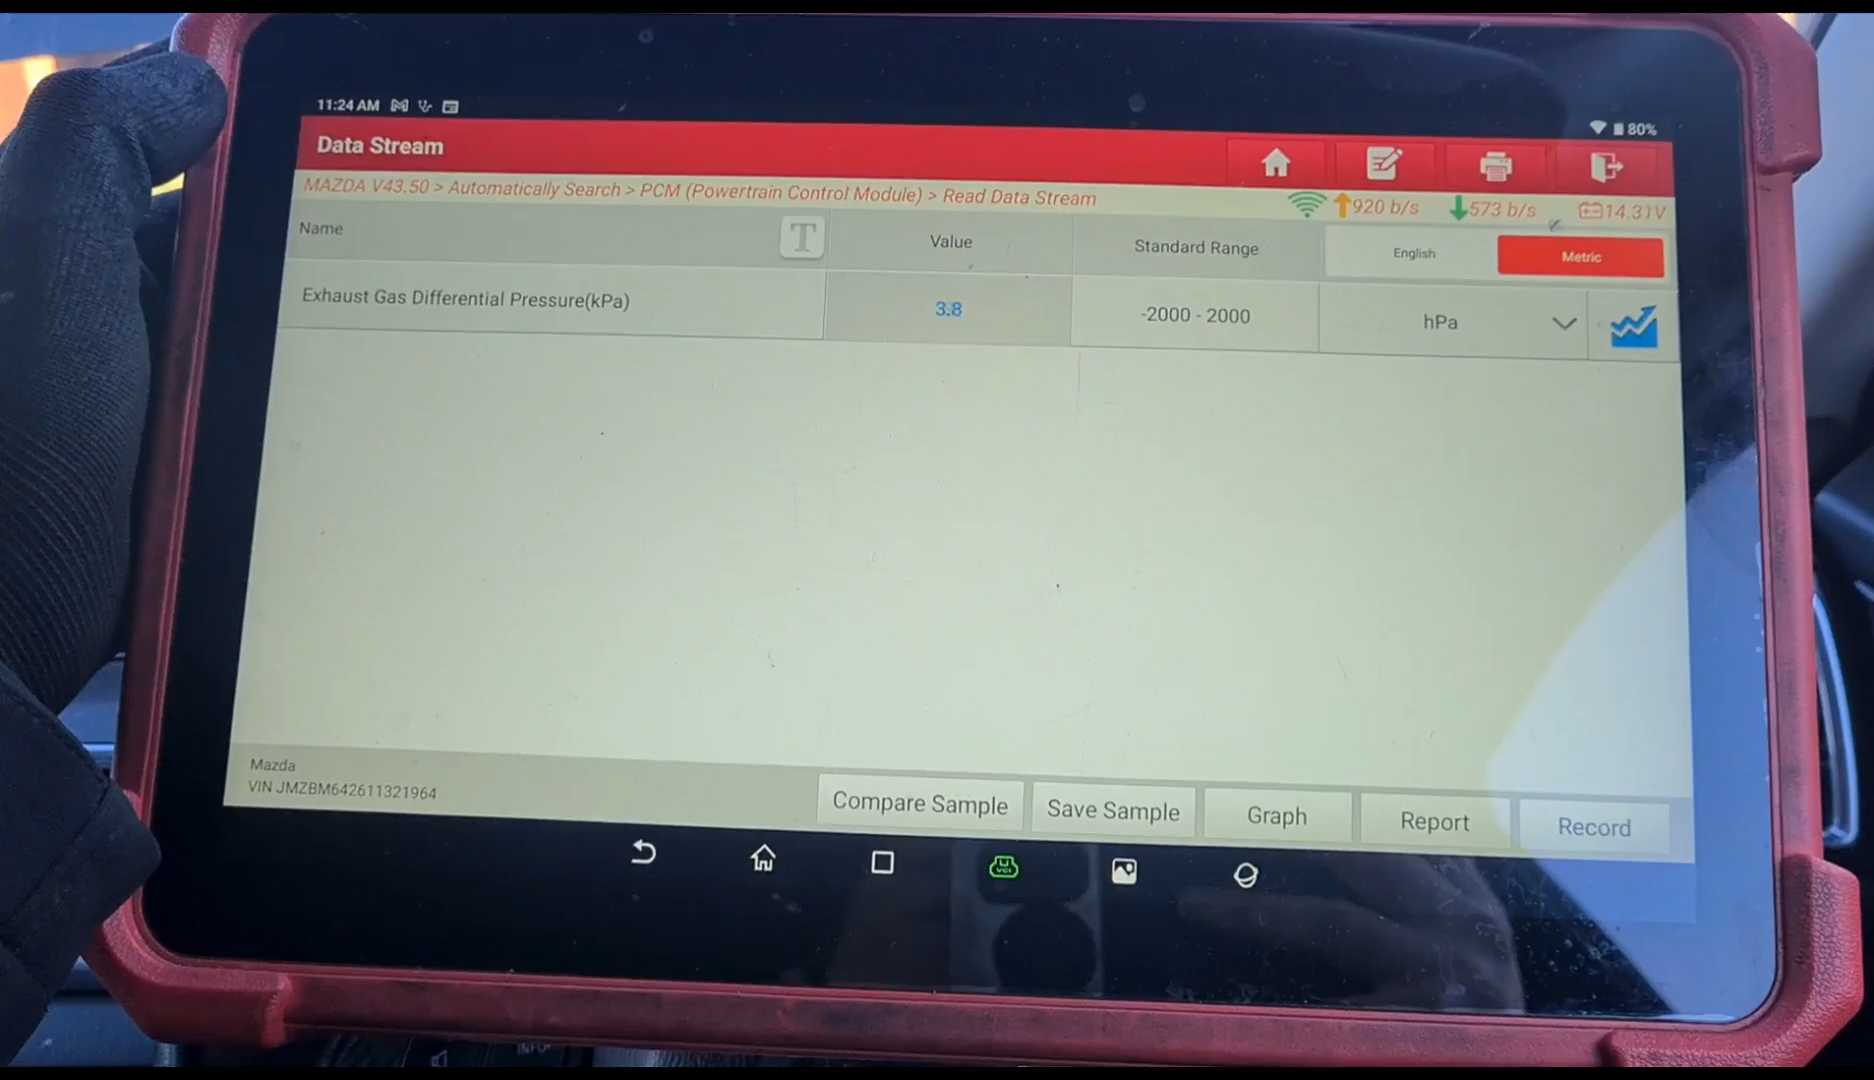 11:24 AM
80%
Data Stream
MAZDA V43.50 > Automatically Search > PCM (Powertrain Control Module) > Read Data Stream
920 b/s 573 b/s 14.31V
Name T Value Standard Range English Metric
Exhaust Gas Differential Pressure(kPa) 3.8 -2000 - 2000 hPa
Mazda
VIN JMZBM642611321964
Compare Sample Save Sample Graph Report Record
VCI
INFO